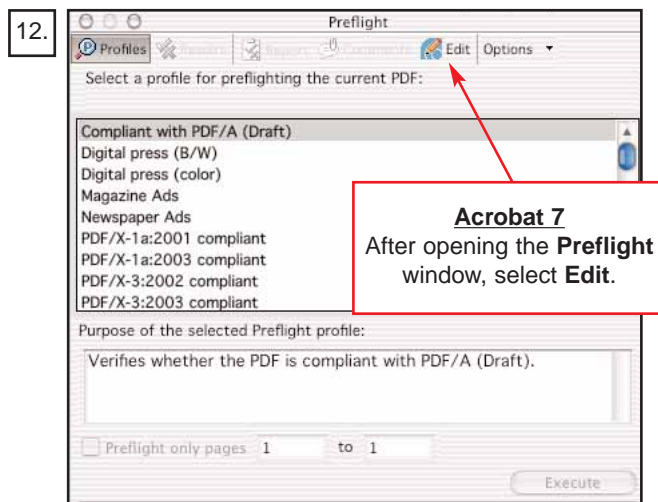 12.
Preflight
Profiles Results Report Comments Edit Options
Select a profile for preflighting the current PDF:
Compliant with PDF/A (Draft)
Digital press (B/W)
Digital press (color)
Magazine Ads
Newspaper Ads
PDF/X-1a:2001 compliant
PDF/X-1a:2003 compliant
PDF/X-3:2002 compliant
PDF/X-3:2003 compliant
Acrobat 7
After opening the Preflight
window, select Edit.
Purpose of the selected Preflight profile:
Verifies whether the PDF is compliant with PDF/A (Draft).
Preflight only pages 1 to 1
Execute